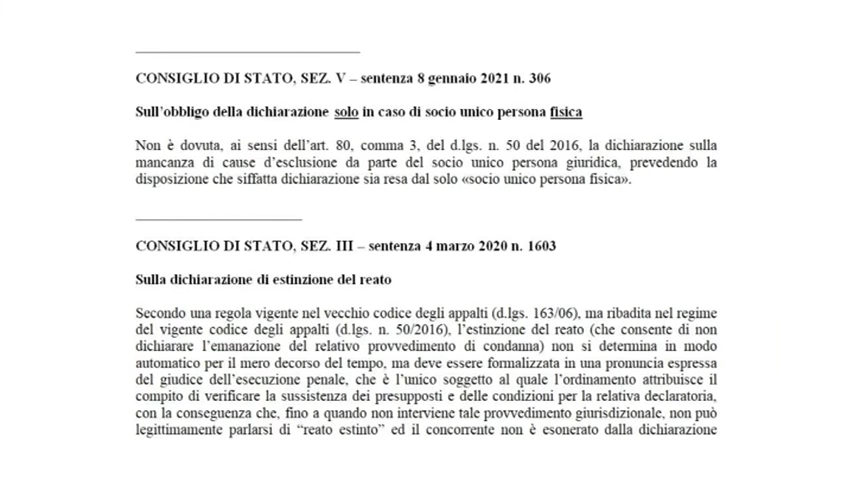 CONSIGLIO DI STATO, SEZ. V – sentenza 8 gennaio 2021 n. 306
Sull’obbligo della dichiarazione solo in caso di socio unico persona fisica
Non è dovuta, ai sensi dell’art. 80, comma 3, del d.lgs. n. 50 del 2016, la dichiarazione sulla
mancanza di cause d’esclusione da parte del socio unico persona giuridica, prevedendo la
disposizione che siffatta dichiarazione sia resa dal solo «socio unico persona fisica».
CONSIGLIO DI STATO, SEZ. III – sentenza 4 marzo 2020 n. 1603
Sulla dichiarazione di estinzione del reato
Secondo una regola vigente nel vecchio codice degli appalti (d.lgs. 163/06), ma ribadita nel regime
del vigente codice degli appalti (d.lgs. n. 50/2016), l’estinzione del reato (che consente di non
dichiarare l’emanazione del relativo provvedimento di condanna) non si determina in modo
automatico per il mero decorso del tempo, ma deve essere formalizzata in una pronuncia espressa
del giudice dell’esecuzione penale, che è l’unico soggetto al quale l’ordinamento attribuisce il
compito di verificare la sussistenza dei presupposti e delle condizioni per la relativa declaratoria,
con la conseguenza che, fino a quando non interviene tale provvedimento giurisdizionale, non può
legittimamente parlarsi di “reato estinto” ed il concorrente non è esonerato dalla dichiarazione